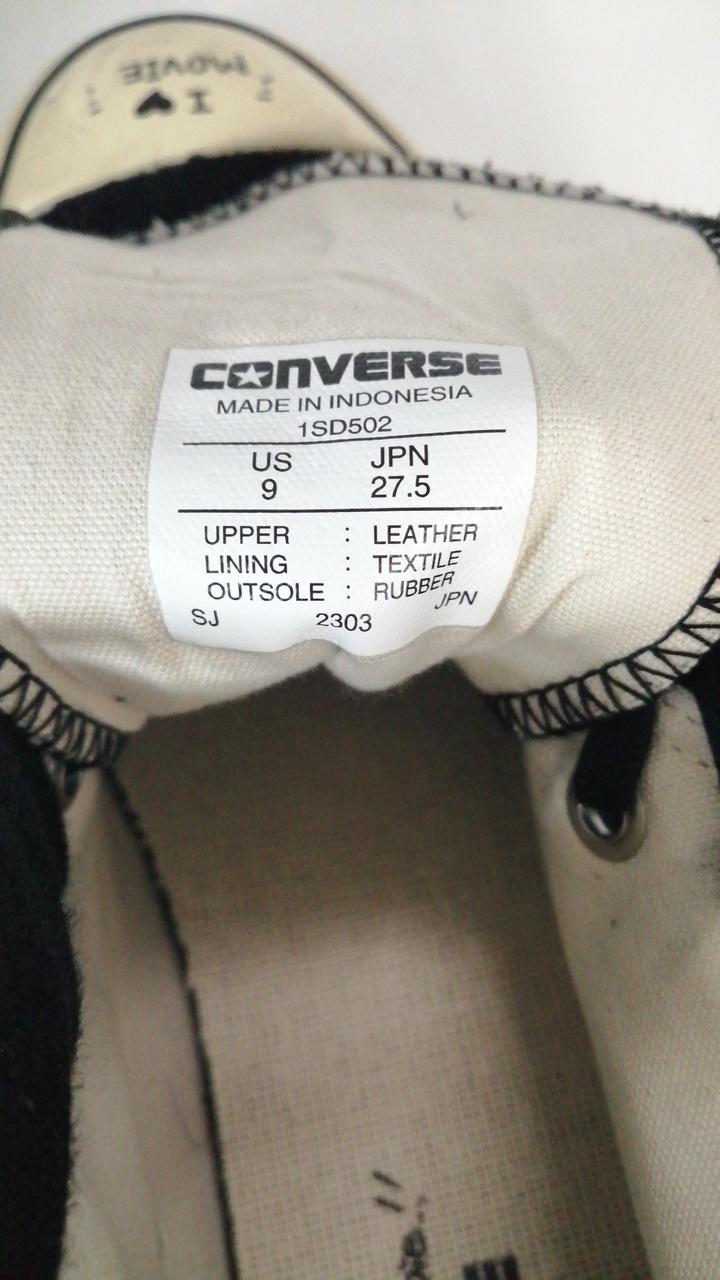 I ♥ MOVIE
CONVERSE
MADE IN INDONESIA
1SD502
US JPN
9 27.5
UPPER : LEATHER
LINING : TEXTILE
OUTSOLE : RUBBER
JPN
SJ 2303